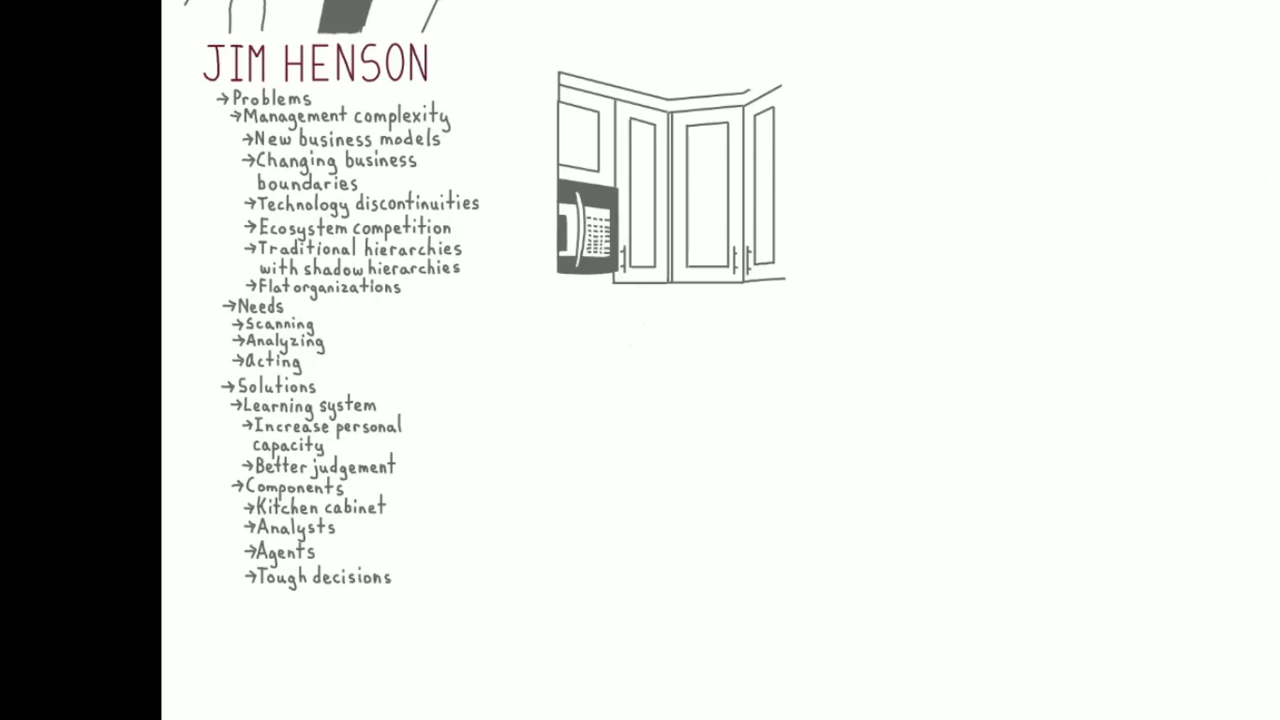 JIM HENSON
→Problems
→Management complexity
→New business models
→Changing business
boundaries
→Technology discontinuities
→Ecosystem competition
→Traditional hierarchies
with shadow hierarchies
→Flat organizations
→Needs
→Scanning
→Analyzing
→Acting
→Solutions
→Learning system
→Increase personal
capacity
→Better judgement
→Components
→Kitchen cabinet
→Analysts
→Agents
→Tough decisions